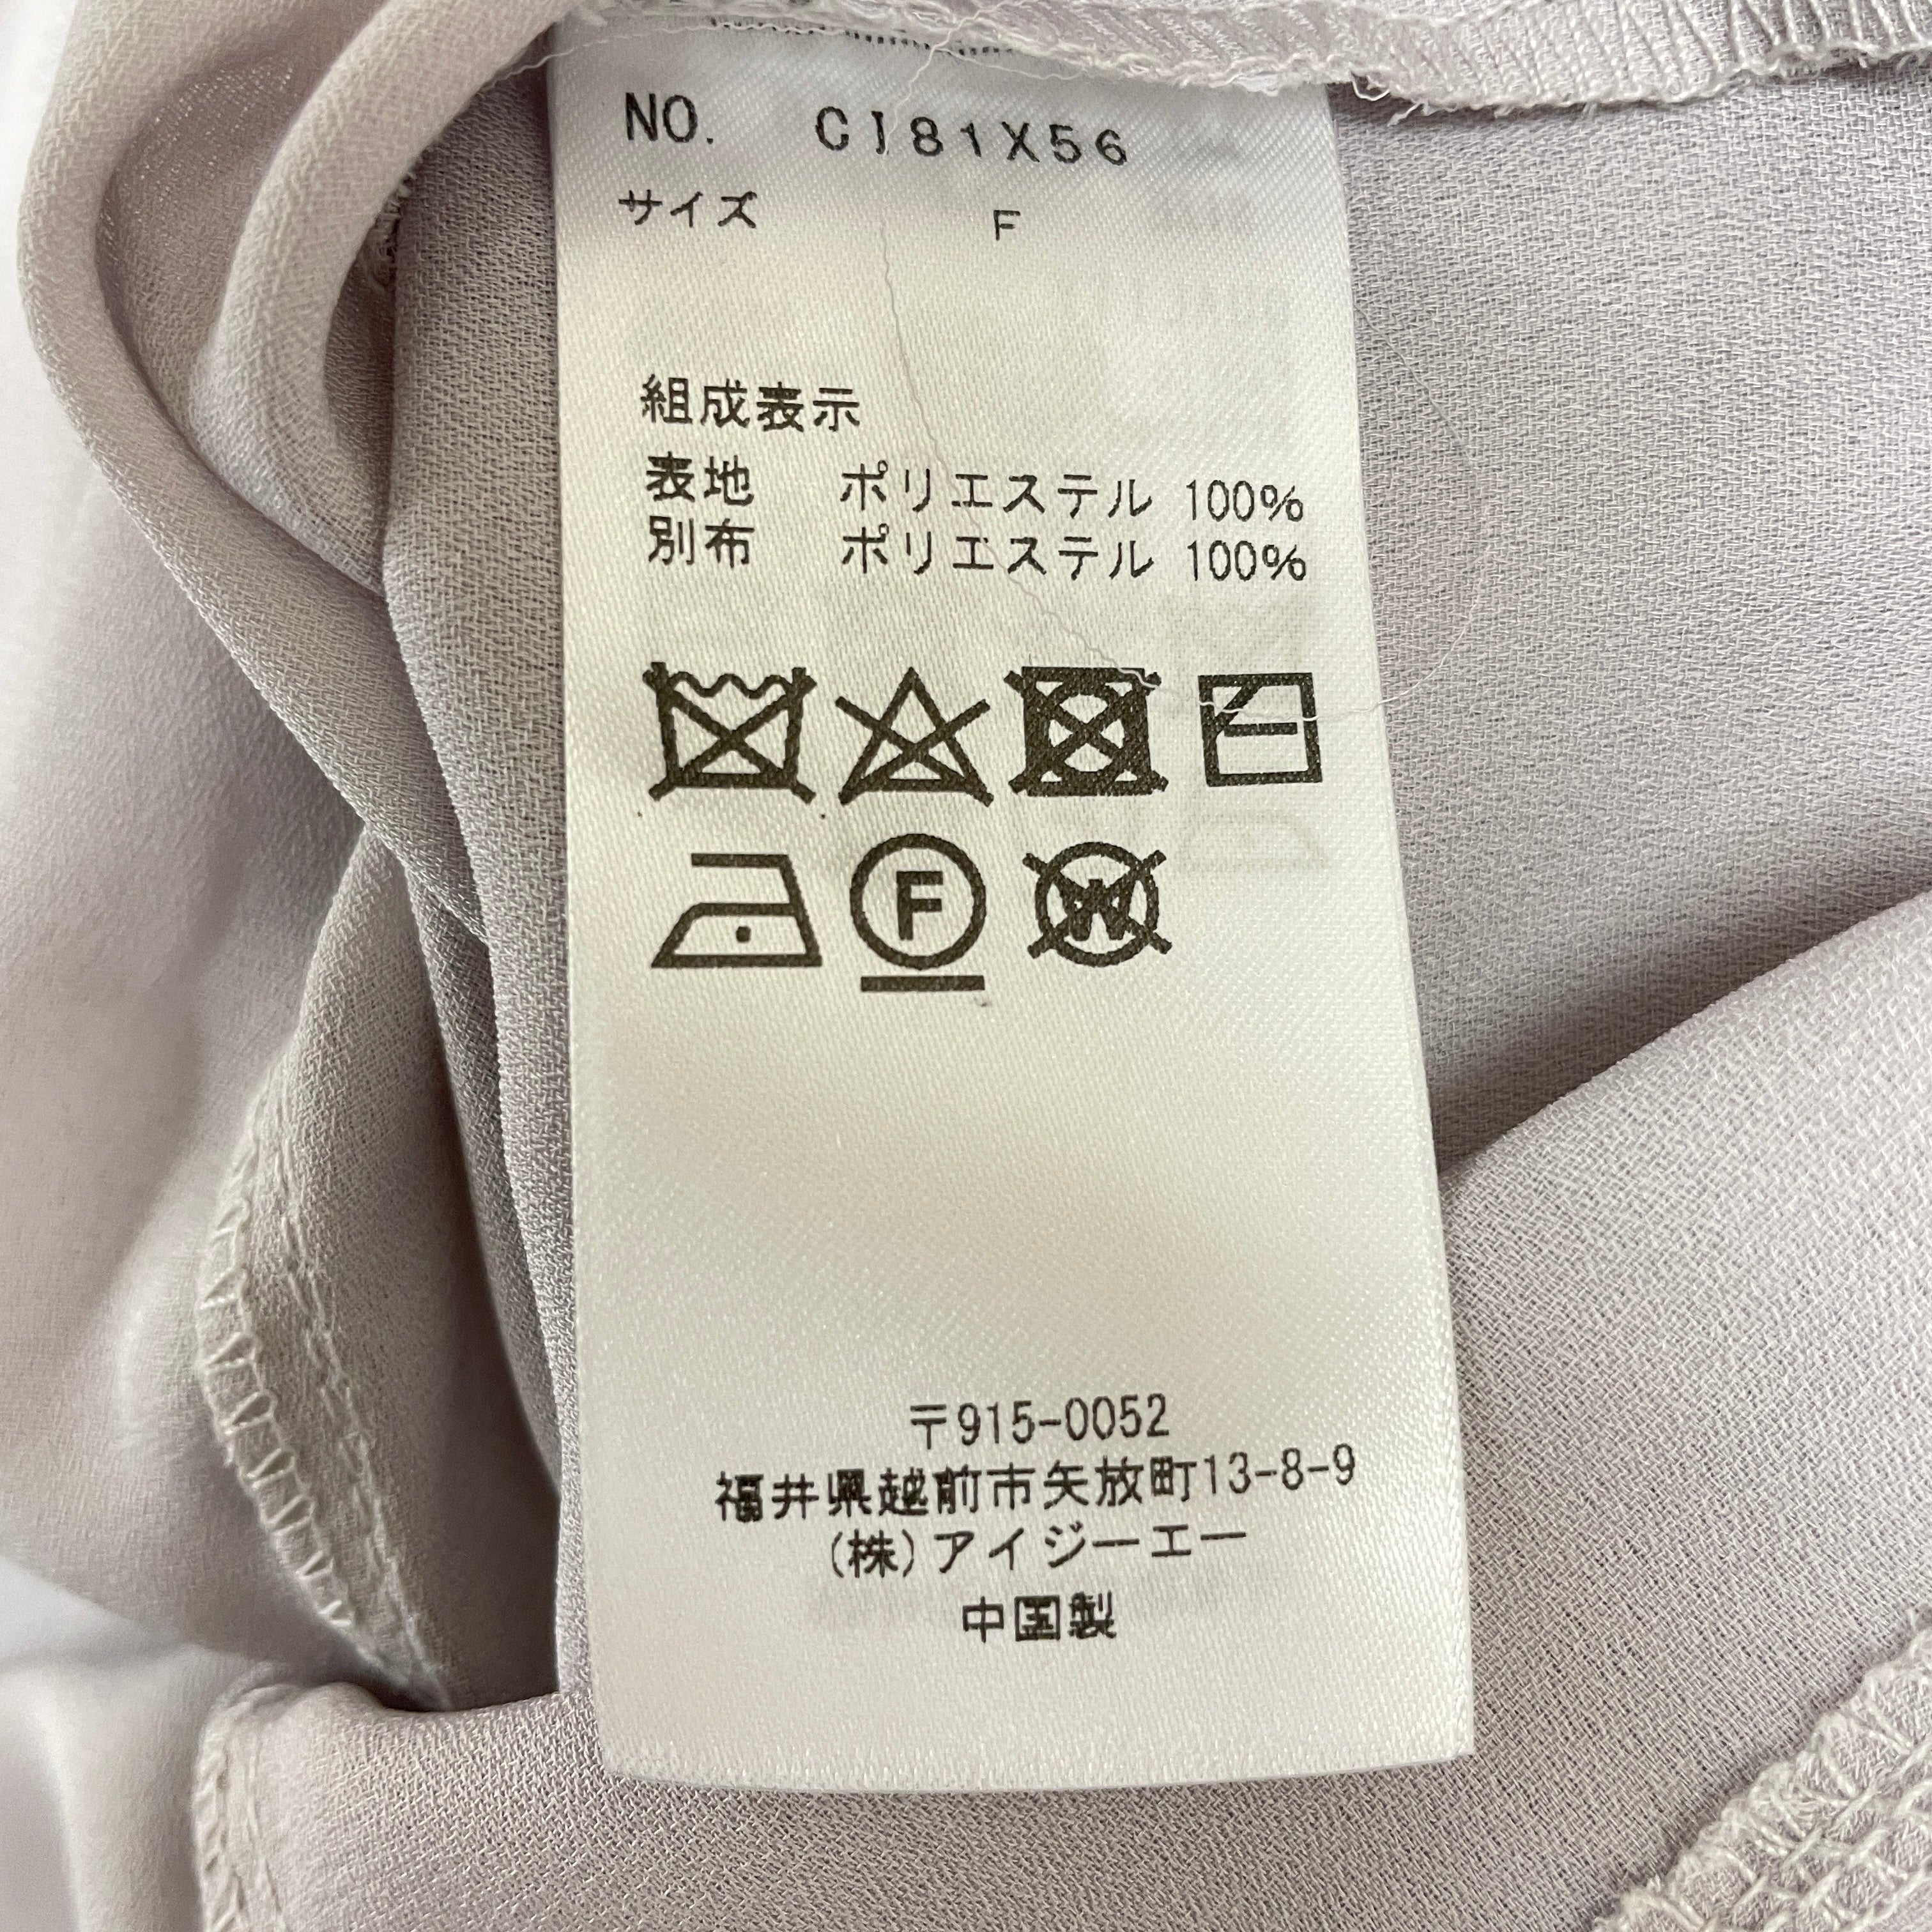 NO. CI81X56
サイズ F
組成表示
表地 ポリエステル 100%
別布 ポリエステル 100%
F
W
〒915-0052
福井県越前市矢放町13-8-9
(株)アイジーエー
中国製